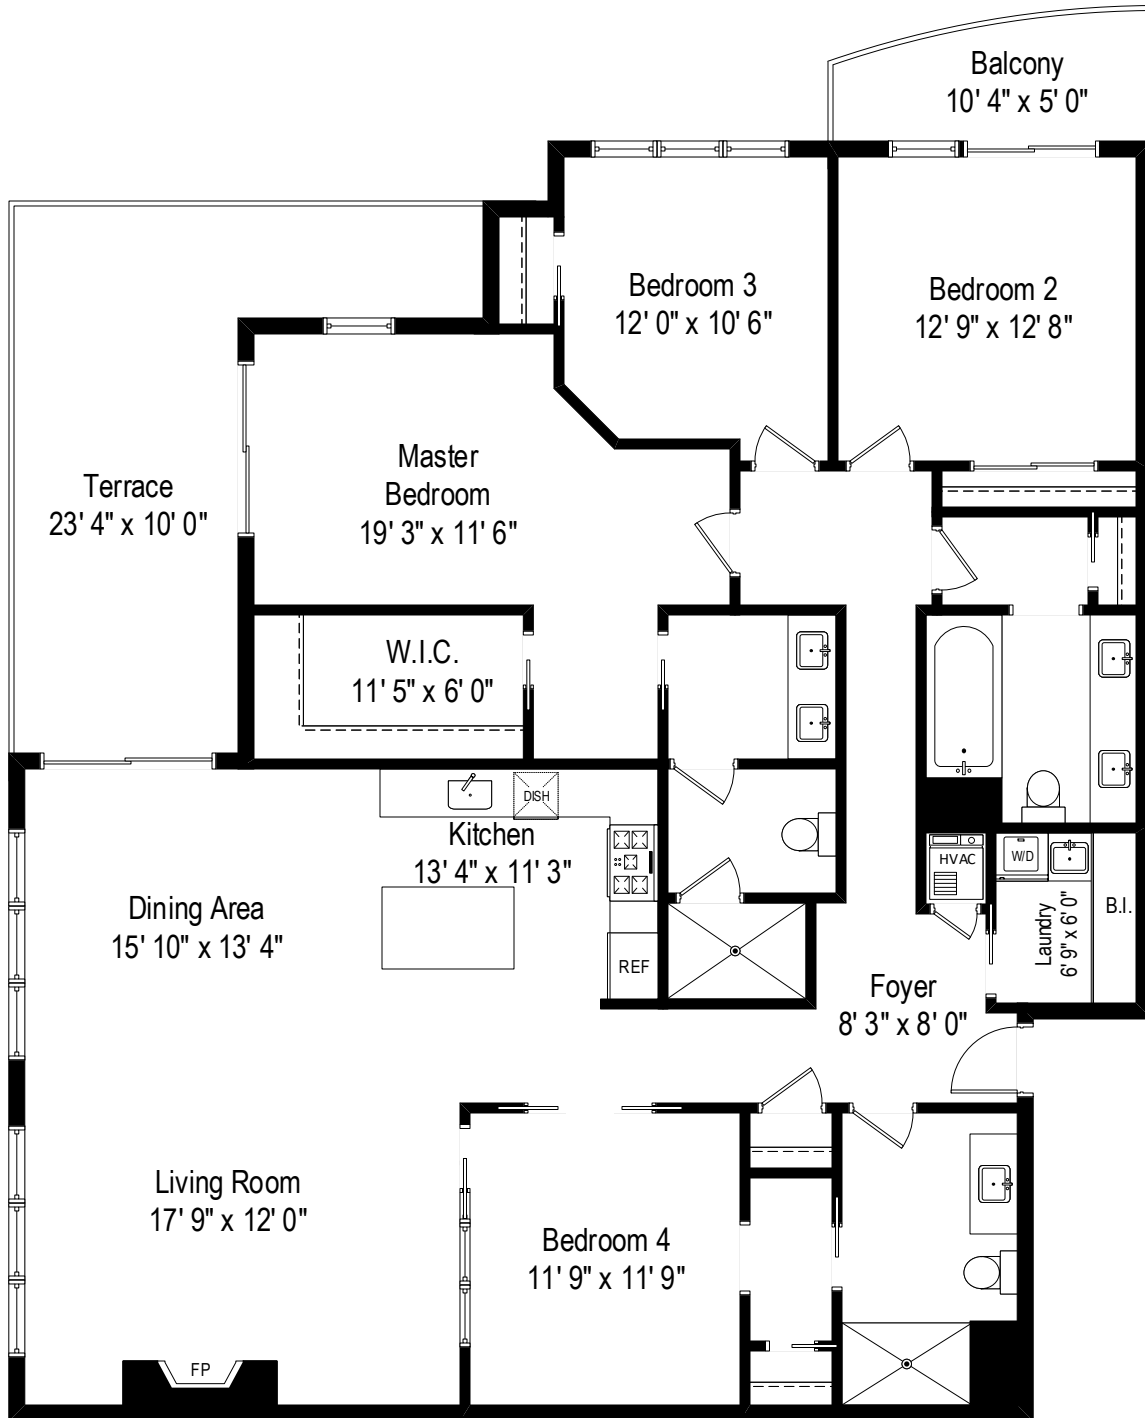 Balcony
10' 4" x 5' 0"
Bedroom 3
12' 0" x 10' 6"
Bedroom 2
12' 9" x 12' 8"
Master
Bedroom
19' 3" x 11' 6"
Terrace
23' 4" x 10' 0"
W.I.C.
11' 5" x 6' 0"
DISH
Kitchen
13' 4" x 11' 3"
HVAC
W/D
Dining Area
15' 10" x 13' 4"
B.I.
Laundry
6' 9" x 6' 0"
REF
Foyer
8' 3" x 8' 0"
Living Room
17' 9" x 12' 0"
Bedroom 4
11' 9" x 11' 9"
FP